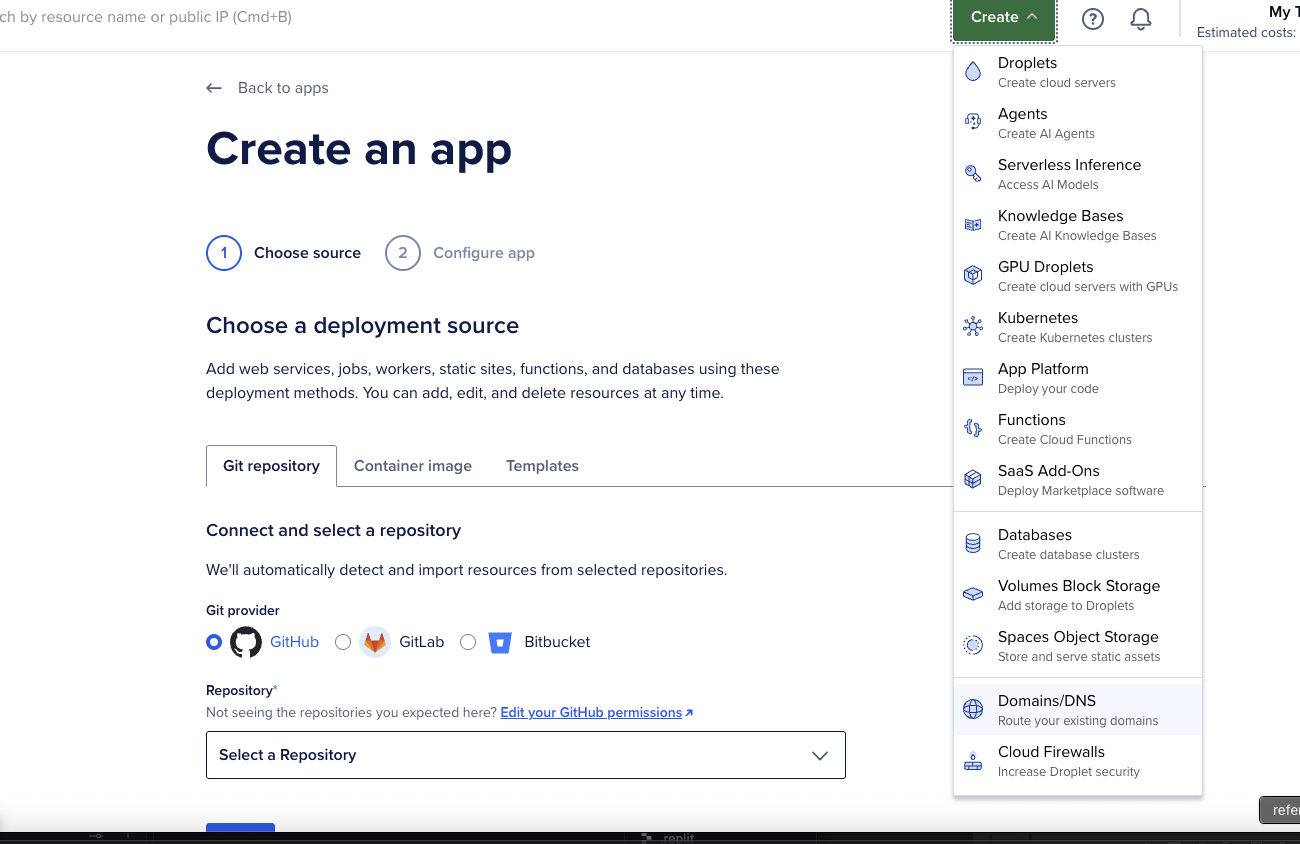 ch by resource name or public IP (Cmd+B)
Create
My T
Estimated costs:
Back to apps
Create an app
1 Choose source 2 Configure app
Choose a deployment source
Add web services, jobs, workers, static sites, functions, and databases using these
deployment methods. You can add, edit, and delete resources at any time.
Git repository Container image Templates
Connect and select a repository
We'll automatically detect and import resources from selected repositories.
Git provider
GitHub GitLab Bitbucket
Repository*
Not seeing the repositories you expected here? Edit your GitHub permissions
Select a Repository
Droplets
Create cloud servers
Agents
Create AI Agents
Serverless Inference
Access AI Models
Knowledge Bases
Create AI Knowledge Bases
GPU Droplets
Create cloud servers with GPUs
Kubernetes
Create Kubernetes clusters
App Platform
Deploy your code
Functions
Create Cloud Functions
SaaS Add-Ons
Deploy Marketplace software
Databases
Create database clusters
Volumes Block Storage
Add storage to Droplets
Spaces Object Storage
Store and serve static assets
Domains/DNS
Route your existing domains
Cloud Firewalls
Increase Droplet security
refer
.replit